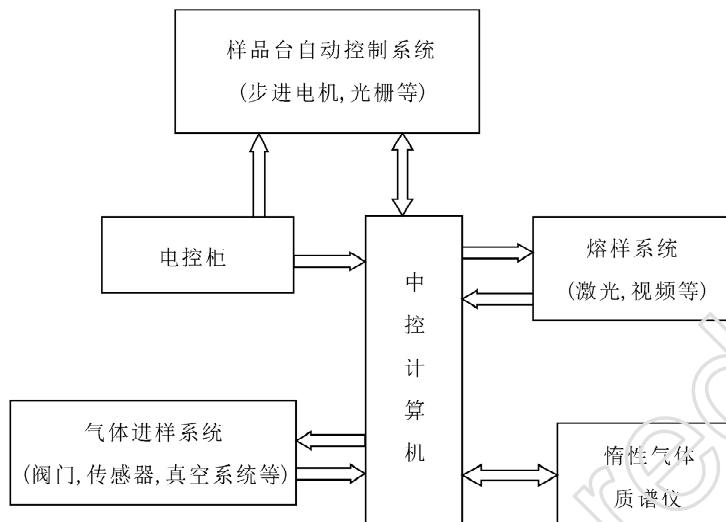 样品台自动控制系统
(步进电机,光栅等)
电控柜
中
控
计
算
机
熔样系统
(激光,视频等)
气体进样系统
(阀门,传感器,真空系统等)
惰性气体
质谱仪
red